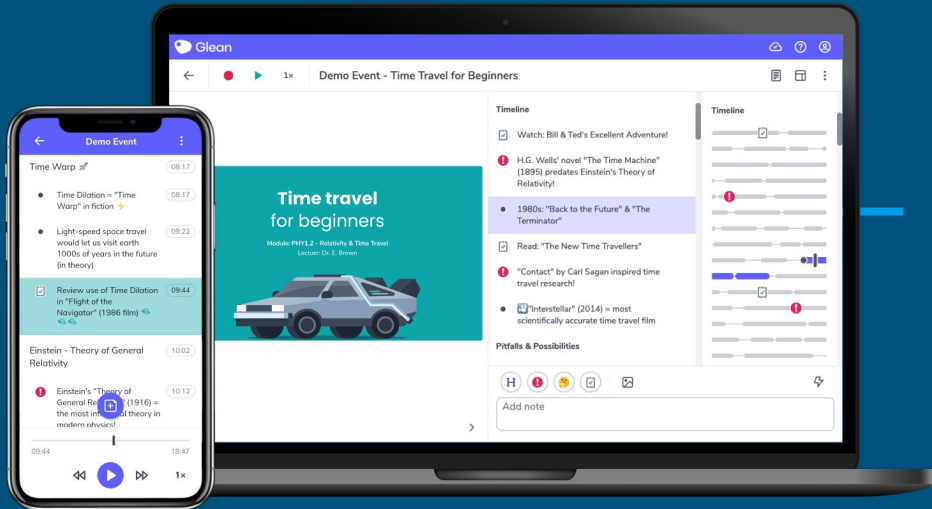 Glean
1×
Demo Event - Time Travel for Beginners
Time travel
for beginners
Module: PHY1.2 - Relativity & Time Travel
Lectuer: Dr. E. Brown
Timeline
Watch: Bill & Ted's Excellent Adventure!
H.G. Wells' novel "The Time Machine"
(1895) predates Einstein's Theory of
Relativity!
1980s: "Back to the Future" & "The
Terminator"
Read: "The New Time Travellers"
"Contact" by Carl Sagan inspired time
travel research!
"Interstellar" (2014) = most
scientifically accurate time travel film
Pitfalls & Possibilities
H
Add note
Timeline
Demo Event
Time Warp 08:17
Time Dilation = "Time 08:17
Warp" in fiction
Light-speed space travel 09:22
would let us visit earth
1000s of years in the future
(in theory)
Review use of Time Dilation 09:44
in "Flight of the
Navigator" (1986 film)
Einstein - Theory of General 10:02
Relativity
Einstein's "Theory of 10:12
General (1916) =
the most theory in
modern physics!
09:44 18:47
1×